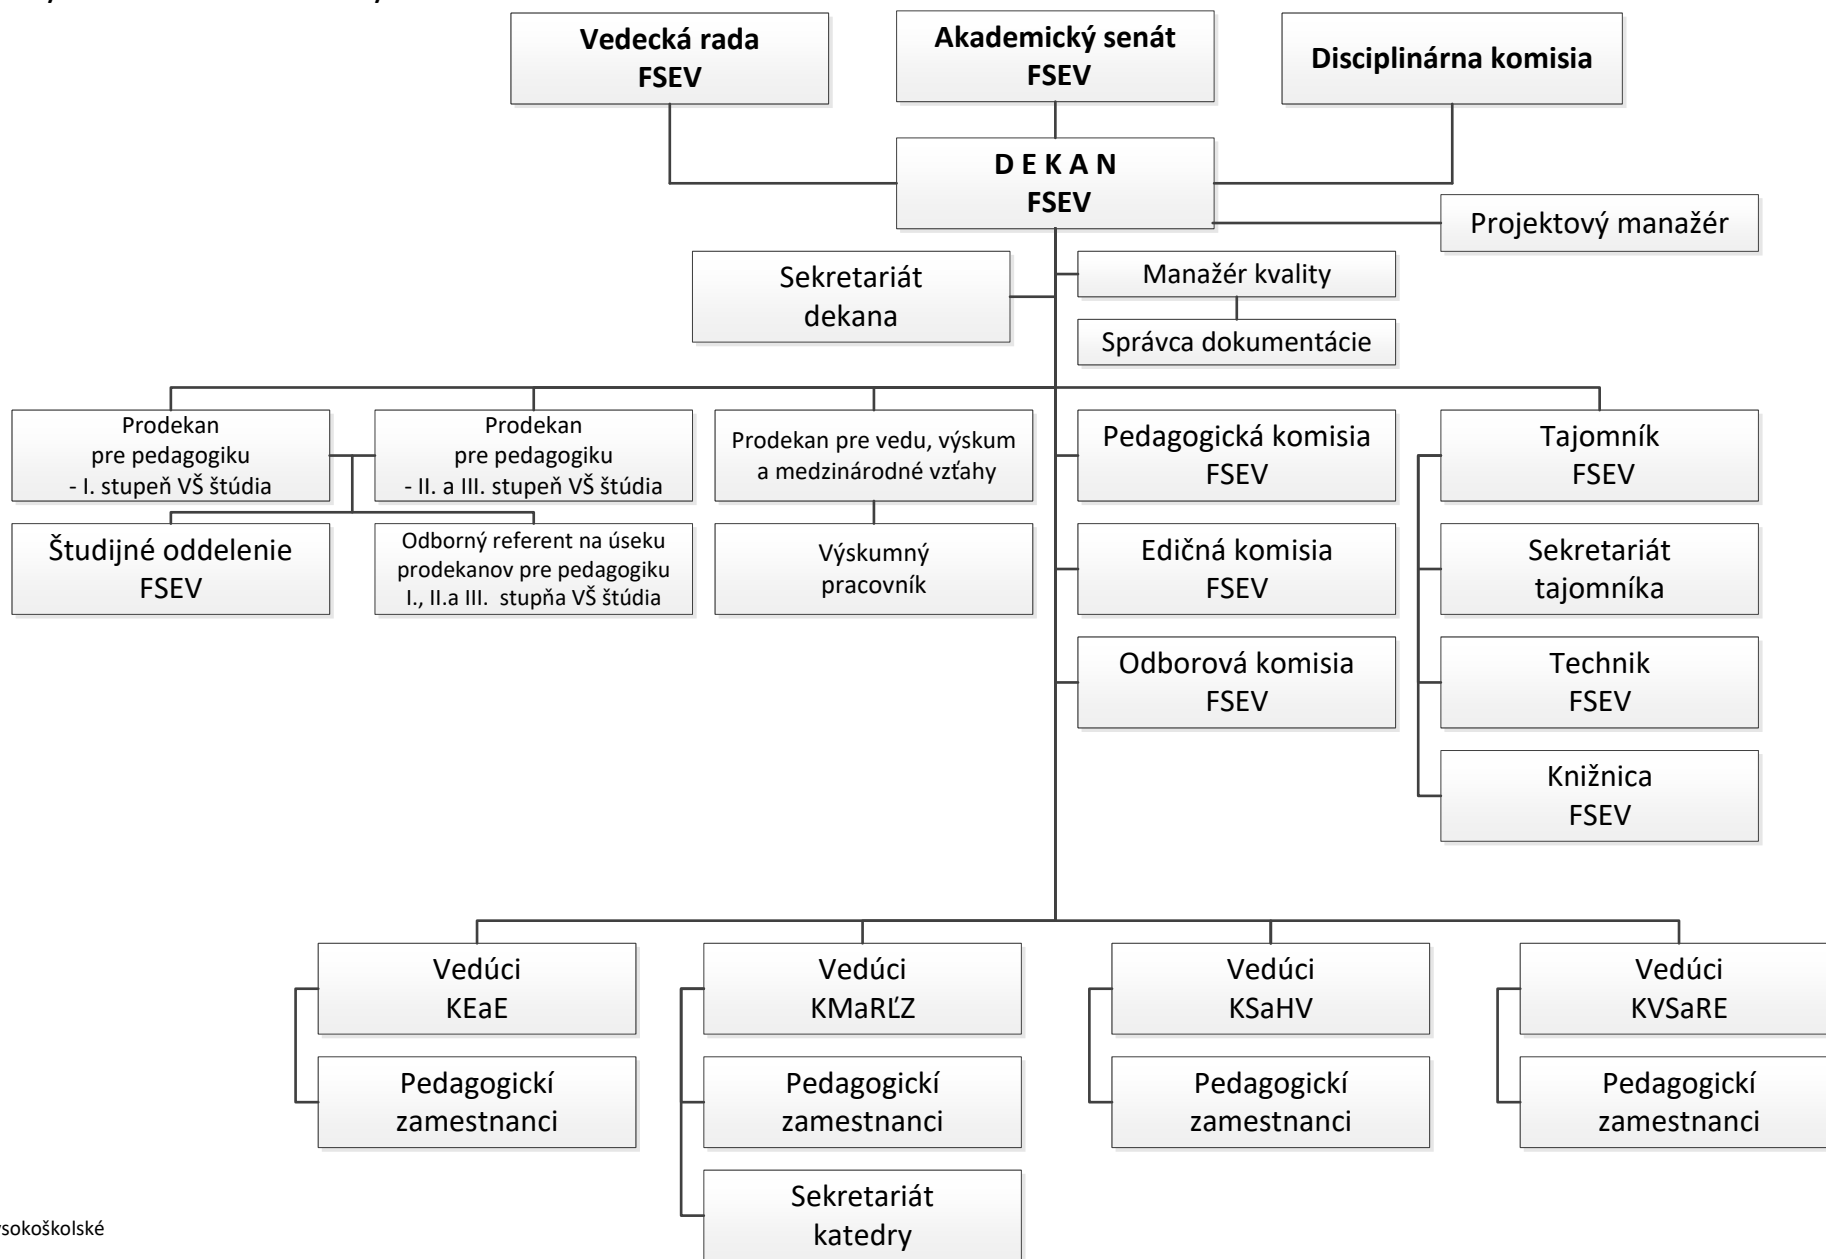 Vedecká rada
FSEV
Akademický senát
FSEV
Disciplinárna komisia
D E K A N
FSEV
Projektový manažér
Sekretariát
dekana
Manažér kvality
Správca dokumentácie
Prodekan
pre pedagogiku
- I. stupeň VŠ štúdia
Prodekan
pre pedagogiku
- II. a III. stupeň VŠ štúdia
Prodekan pre vedu, výskum
a medzinárodné vzťahy
Pedagogická komisia
FSEV
Tajomník
FSEV
Študijné oddelenie
FSEV
Odborný referent na úseku
prodekanov pre pedagogiku
I., II.a III. stupňa VŠ štúdia
Výskumný
pracovník
Edičná komisia
FSEV
Sekretariát
tajomníka
Odborová komisia
FSEV
Technik
FSEV
Knižnica
FSEV
Vedúci
KEaE
Vedúci
KMaRĽZ
Vedúci
KSaHV
Vedúci
KVSaRE
Pedagogickí
zamestnanci
Pedagogickí
zamestnanci
Pedagogickí
zamestnanci
Pedagogickí
zamestnanci
Sekretariát
katedry
sokoškolské